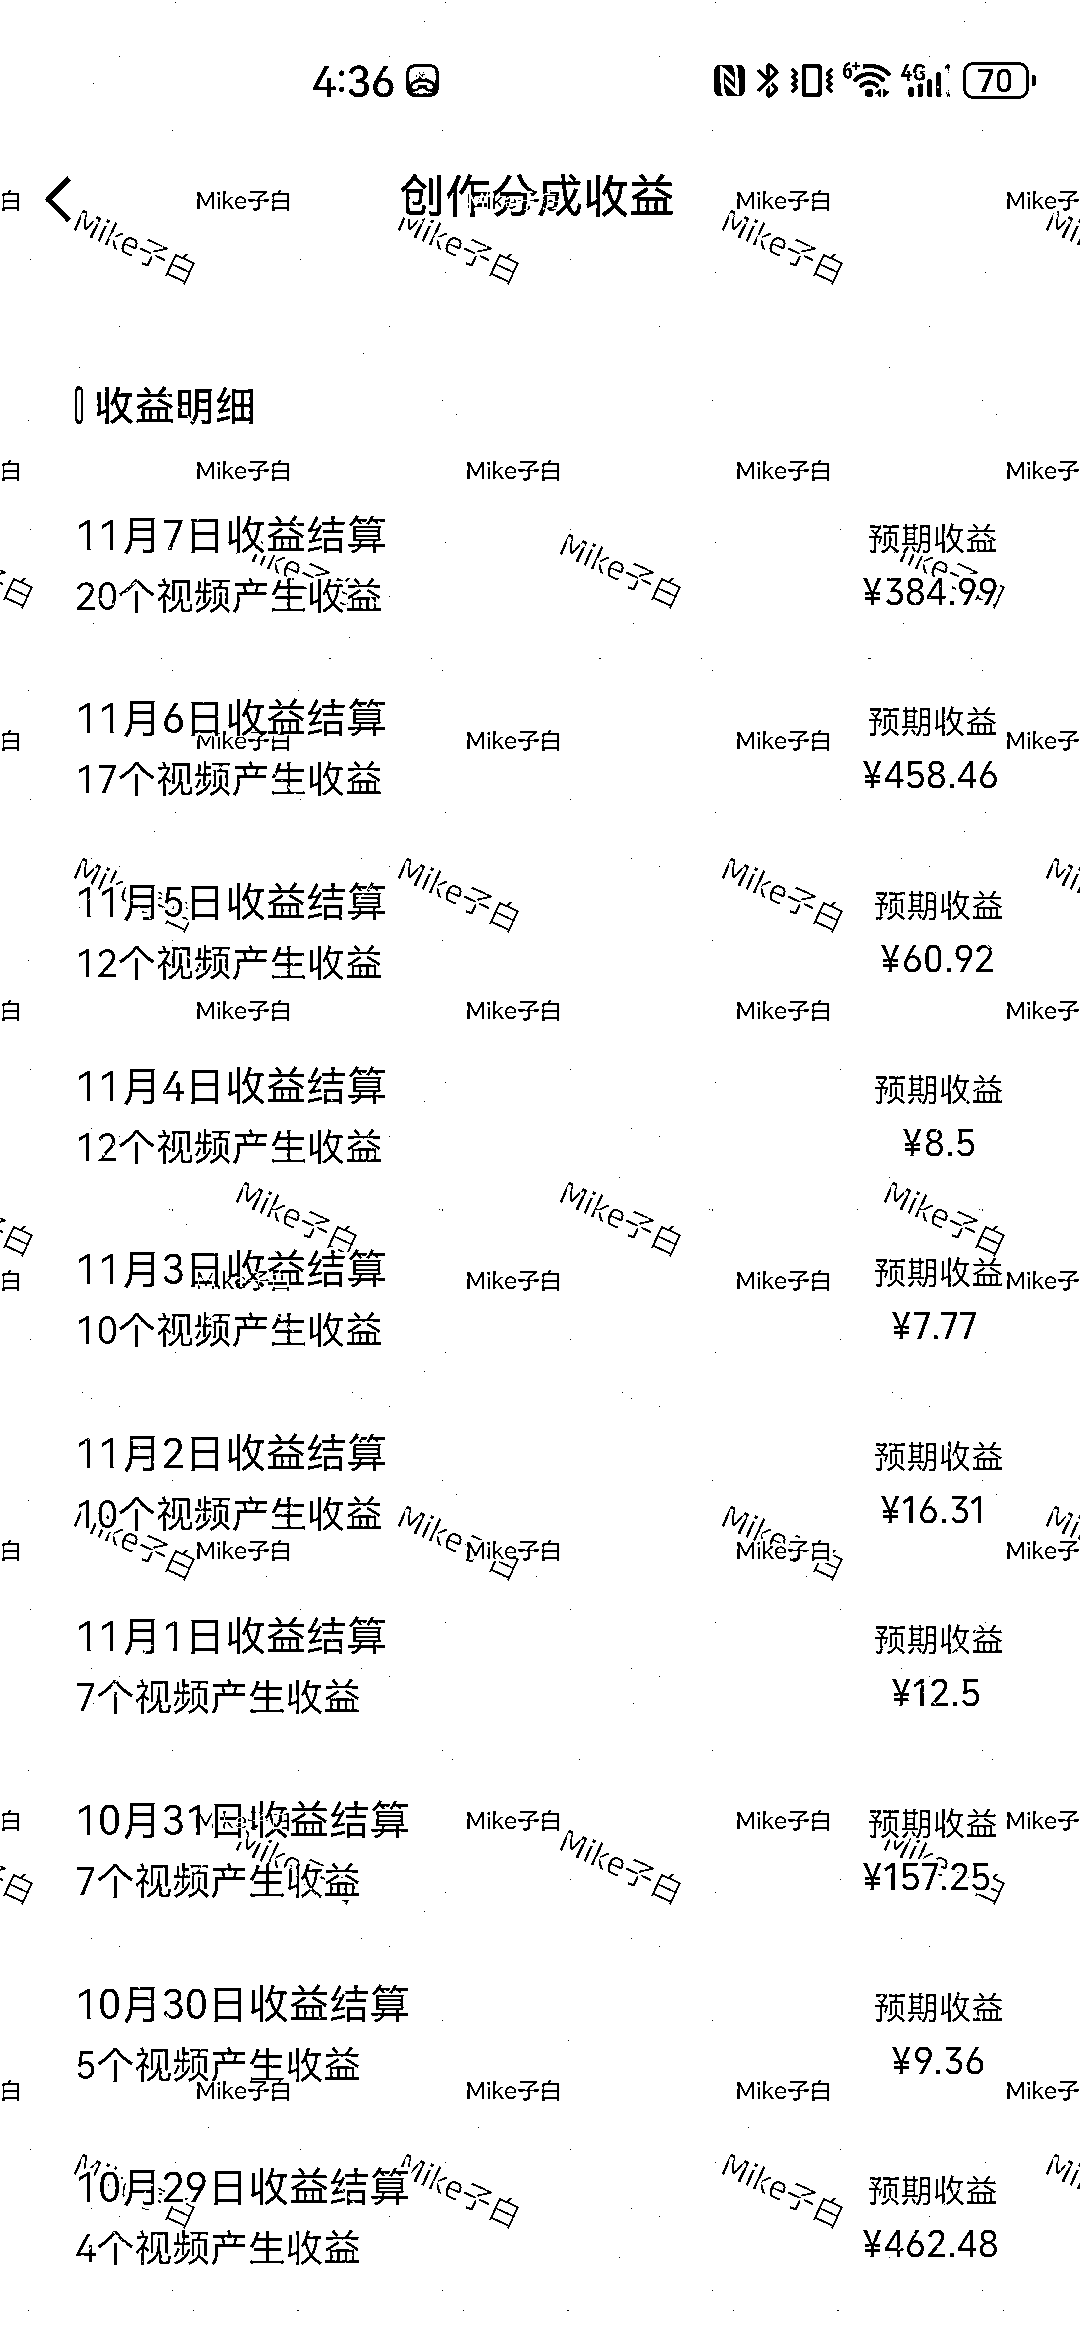 4:36 6+ 4G 70
创作分成收益
Mike子白
收益明细
11月7日收益结算 预期收益
20个视频产生收益 ¥384.99
11月6日收益结算 预期收益
17个视频产生收益 ¥458.46
11月5日收益结算 预期收益
12个视频产生收益 ¥60.92
11月4日收益结算 预期收益
12个视频产生收益 ¥8.5
11月3日收益结算 预期收益
10个视频产生收益 ¥7.77
11月2日收益结算 预期收益
10个视频产生收益 ¥16.31
11月1日收益结算 预期收益
7个视频产生收益 ¥12.5
10月31日收益结算 预期收益
7个视频产生收益 ¥157.25
10月30日收益结算 预期收益
5个视频产生收益 ¥9.36
10月29日收益结算 预期收益
4个视频产生收益 ¥462.48